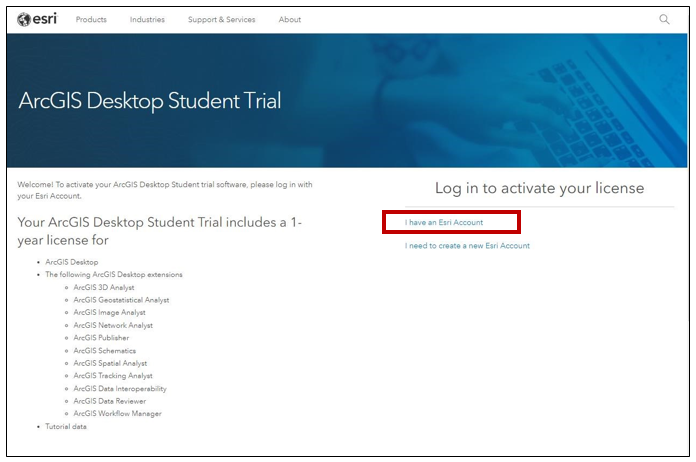 esri Products Industries Support & Services About
ArcGIS Desktop Student Trial
Welcome! To activate your ArcGIS Desktop Student trial software, please log in with
your Esri Account.
Your ArcGIS Desktop Student Trial includes a 1-
year license for
ArcGIS Desktop
The following ArcGIS Desktop extensions
ArcGIS 3D Analyst
ArcGIS Geostatistical Analyst
ArcGIS Image Analyst
ArcGIS Network Analyst
ArcGIS Publisher
ArcGIS Schematics
ArcGIS Spatial Analyst
ArcGIS Tracking Analyst
ArcGIS Data Interoperability
ArcGIS Data Reviewer
ArcGIS Workflow Manager
Tutorial data
Log in to activate your license
I have an Esri Account
I need to create a new Esri Account